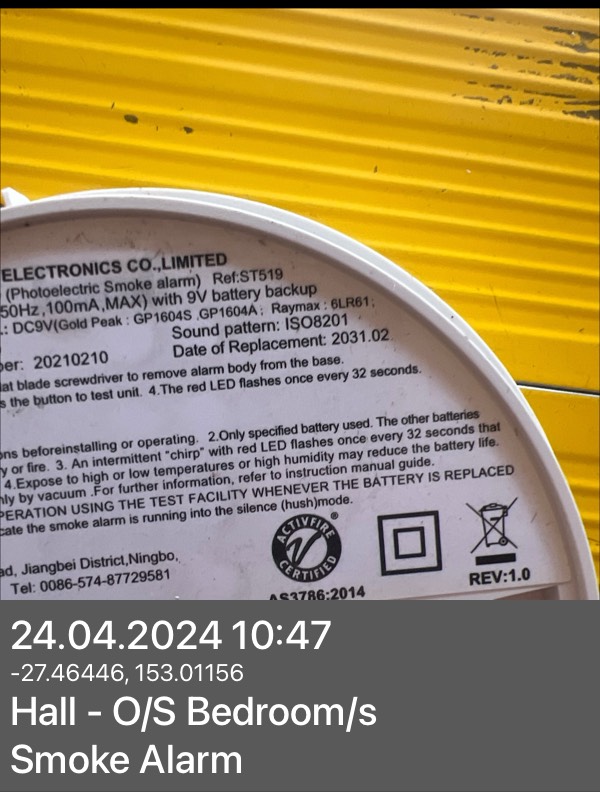 ELECTRONICS CO.,LIMITED
(Photoelectric Smoke alarm) Ref:ST519
50Hz ,100mA,MAX) with 9V battery backup
.: DC9V(Gold Peak : GP1604S ,GP1604A; Raymax : 6LR61;
Sound pattern: ISO8201
ber: 20210210 Date of Replacement: 2031.02
lat blade screwdriver to remove alarm body from the base.
s the button to test unit. 4.The red LED flashes once every 32 seconds.
ons beforeinstalling or operating. 2.Only specified battery used. The other batteries
y or fire. 3. An intermittent "chirp" with red LED flashes once every 32 seconds that
4.Expose to high or low temperatures or high humidity may reduce the battery life.
nly by vacuum .For further information, refer to instruction manual guide.
PERATION USING THE TEST FACILITY WHENEVER THE BATTERY IS REPLACED
cate the smoke alarm is running into the silence (hush)mode.
ad, Jiangbei District,Ningbo,
Tel: 0086-574-87729581
ACTIVFIRE ®
CERTIFIED
AS3786:2014
REV:1.0
24.04.2024 10:47
-27.46446, 153.01156
Hall - O/S Bedroom/s
Smoke Alarm